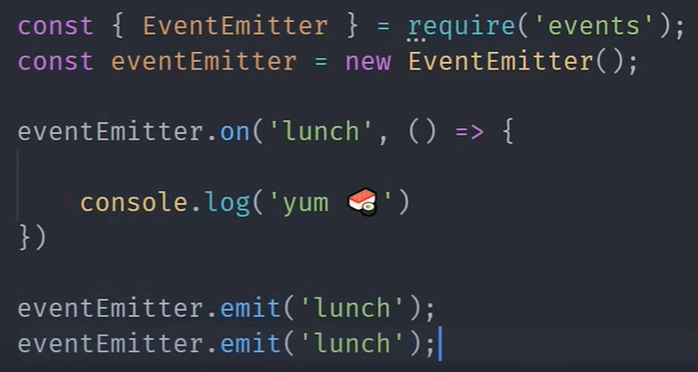 const { EventEmitter } = require('events');
const eventEmitter = new EventEmitter();
eventEmitter.on('lunch', () => {
console.log('yum 🍣')
})
eventEmitter.emit('lunch');
eventEmitter.emit('lunch');